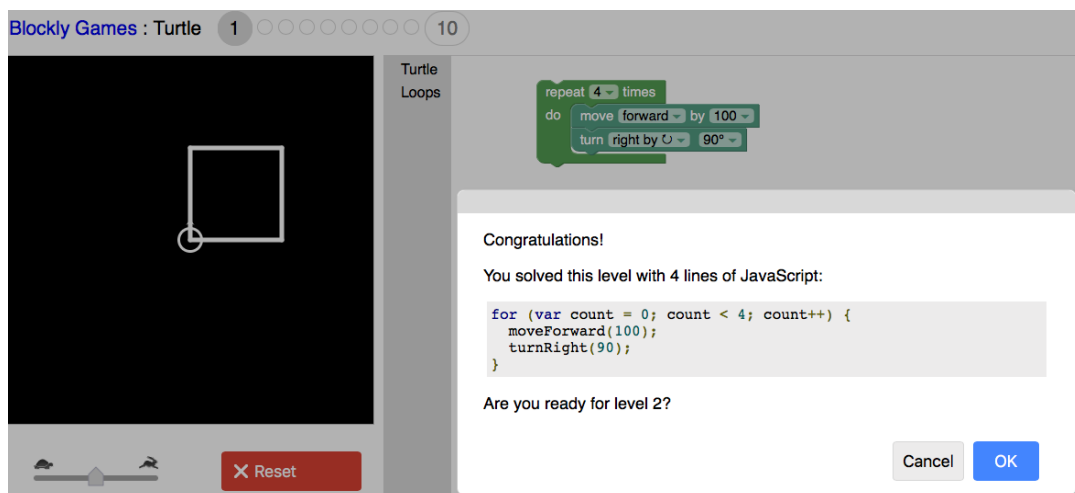 Blockly Games : Turtle 1 10
Turtle
Loops
repeat 4 times
do move forward by 100
turn right by ↻ 90°
Congratulations!
You solved this level with 4 lines of JavaScript:
for (var count = 0; count < 4; count++) {
  moveForward(100);
  turnRight(90);
}
Are you ready for level 2?
Cancel OK
Reset